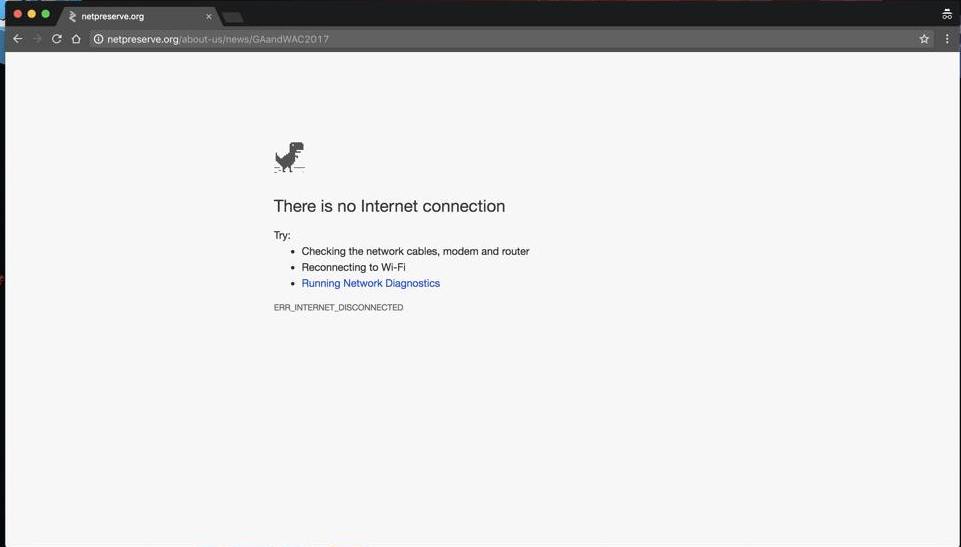 netpreserve.org
netpreserve.org/about-us/news/GAandWAC2017
There is no Internet connection
Try:
Checking the network cables, modem and router
Reconnecting to Wi-Fi
Running Network Diagnostics
ERR_INTERNET_DISCONNECTED